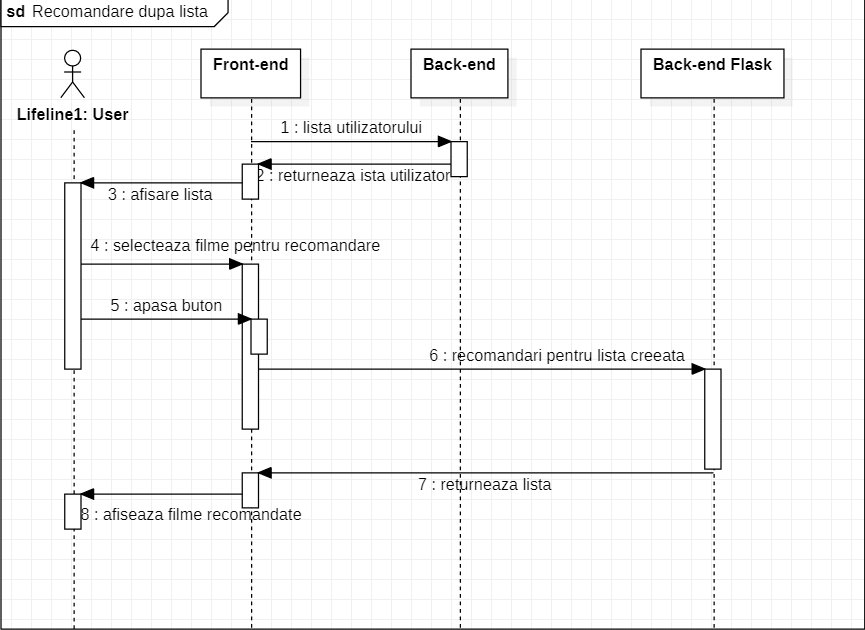 sd Recomandare dupa lista
Front-end
Back-end
Back-end Flask
Lifeline1: User
1 : lista utilizatorului
2 : returneaza ista utilizator
3 : afisare lista
4 : selecteaza filme pentru recomandare
5 : apasa buton
6 : recomandari pentru lista creeata
7 : returneaza lista
8 : afiseaza filme recomandate